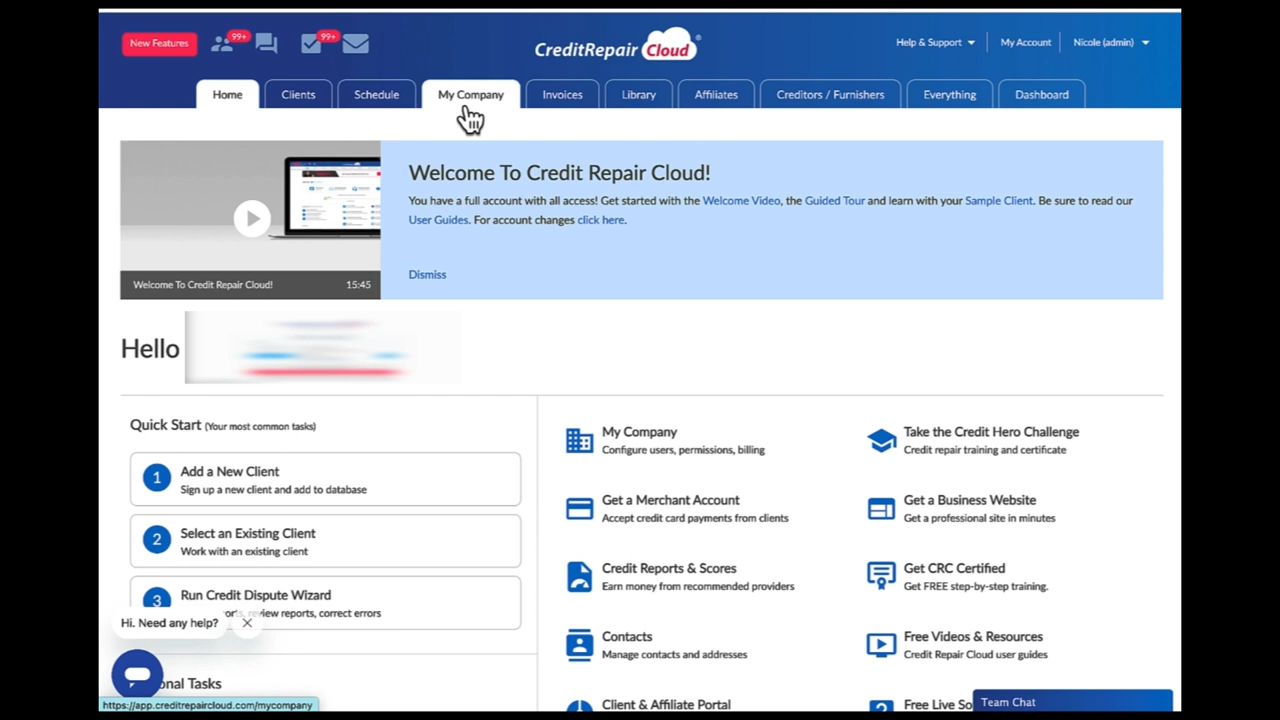 New Features
99+
99+
CreditRepair Cloud
Help & Support
My Account
Nicole (admin)
Home
Clients
Schedule
My Company
Invoices
Library
Affiliates
Creditors / Furnishers
Everything
Dashboard
Welcome To Credit Repair Cloud!
You have a full account with all access! Get started with the Welcome Video, the Guided Tour and learn with your Sample Client. Be sure to read our
User Guides. For account changes click here.
Dismiss
Welcome To Credit Repair Cloud!
15:45
Hello
Quick Start (Your most common tasks)
1
Add a New Client
Sign up a new client and add to database
2
Select an Existing Client
Work with an existing client
3
Run Credit Dispute Wizard
review reports, correct errors
Hi. Need any help?
Tasks
https://app.creditrepaircloud.com/mycompany
My Company
Configure users, permissions, billing
Get a Merchant Account
Accept credit card payments from clients
Credit Reports & Scores
Earn money from recommended providers
Contacts
Manage contacts and addresses
Client & Affiliate Portal
Take the Credit Hero Challenge
Credit repair training and certificate
Get a Business Website
Get a professional site in minutes
Get CRC Certified
Get FREE step-by-step training.
Free Videos & Resources
Credit Repair Cloud user guides
Free Live So
Team Chat